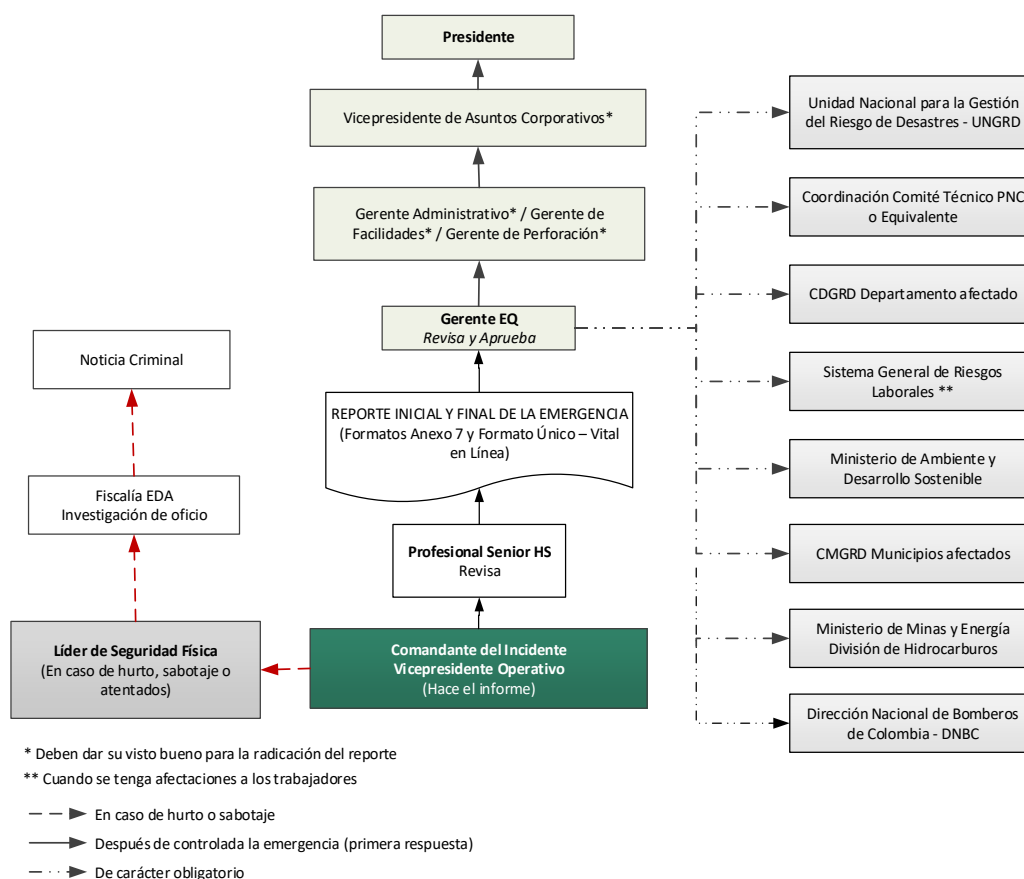 Presidente
Vicepresidente de Asuntos Corporativos*
Gerente Administrativo* / Gerente de
Facilidades* / Gerente de Perforación*
Gerente EQ
Revisa y Aprueba
REPORTE INICIAL Y FINAL DE LA EMERGENCIA
(Formatos Anexo 7 y Formato Único – Vital
en Línea)
Profesional Senior HS
Revisa
Comandante del Incidente
Vicepresidente Operativo
(Hace el informe)
Noticia Criminal
Fiscalía EDA
Investigación de oficio
Líder de Seguridad Física
(En caso de hurto, sabotaje o
atentados)
Unidad Nacional para la Gestión
del Riesgo de Desastres - UNGRD
Coordinación Comité Técnico PNC
o Equivalente
CDGRD Departamento afectado
Sistema General de Riesgos
Laborales **
Ministerio de Ambiente y
Desarrollo Sostenible
CMGRD Municipios afectados
Ministerio de Minas y Energía
División de Hidrocarburos
Dirección Nacional de Bomberos
de Colombia - DNBC
* Deben dar su visto bueno para la radicación del reporte
** Cuando se tenga afectaciones a los trabajadores
En caso de hurto o sabotaje
Después de controlada la emergencia (primera respuesta)
De carácter obligatorio